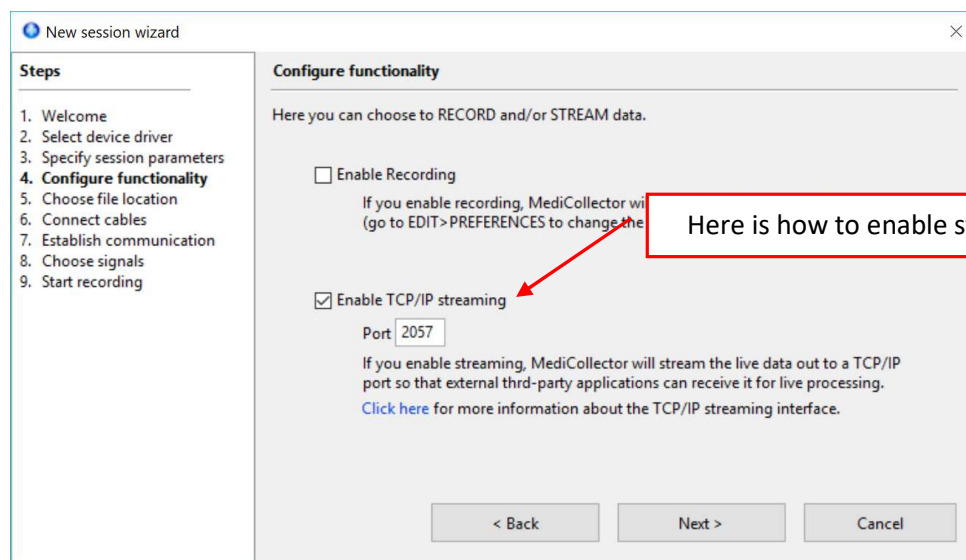 New session wizard
Steps
1. Welcome
2. Select device driver
3. Specify session parameters
4. Configure functionality
5. Choose file location
6. Connect cables
7. Establish communication
8. Choose signals
9. Start recording
Configure functionality
Here you can choose to RECORD and/or STREAM data.
Enable Recording
If you enable recording, MediCollector
(go to EDIT>PREFERENCES to change the
Here is how to enable
Enable TCP/IP streaming
Port 2057
If you enable streaming, MediCollector will stream the live data out to a TCP/IP
port so that external thrd-party applications can receive it for live processing.
Click here for more information about the TCP/IP streaming interface.
< Back
Next >
Cancel